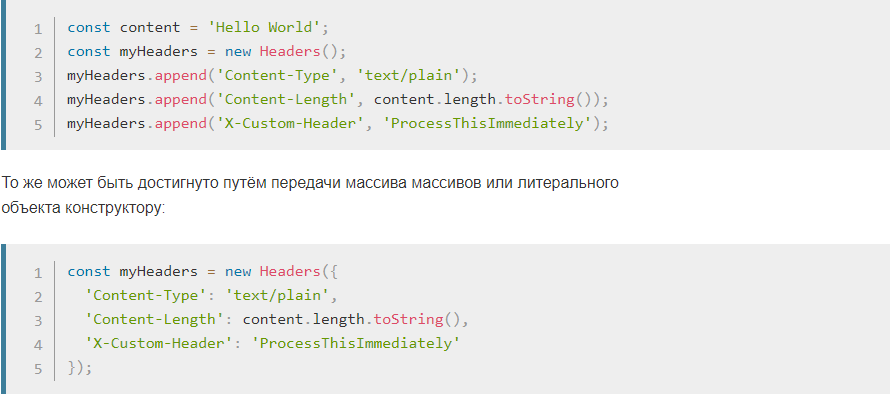 1 const content = 'Hello World';
2 const myHeaders = new Headers();
3 myHeaders.append('Content-Type', 'text/plain');
4 myHeaders.append('Content-Length', content.length.toString());
5 myHeaders.append('X-Custom-Header', 'ProcessThisImmediately');
То же может быть достигнуто путём передачи массива массивов или литерального
объекта конструктору:
1 const myHeaders = new Headers({
2   'Content-Type': 'text/plain',
3   'Content-Length': content.length.toString(),
4   'X-Custom-Header': 'ProcessThisImmediately'
5 });